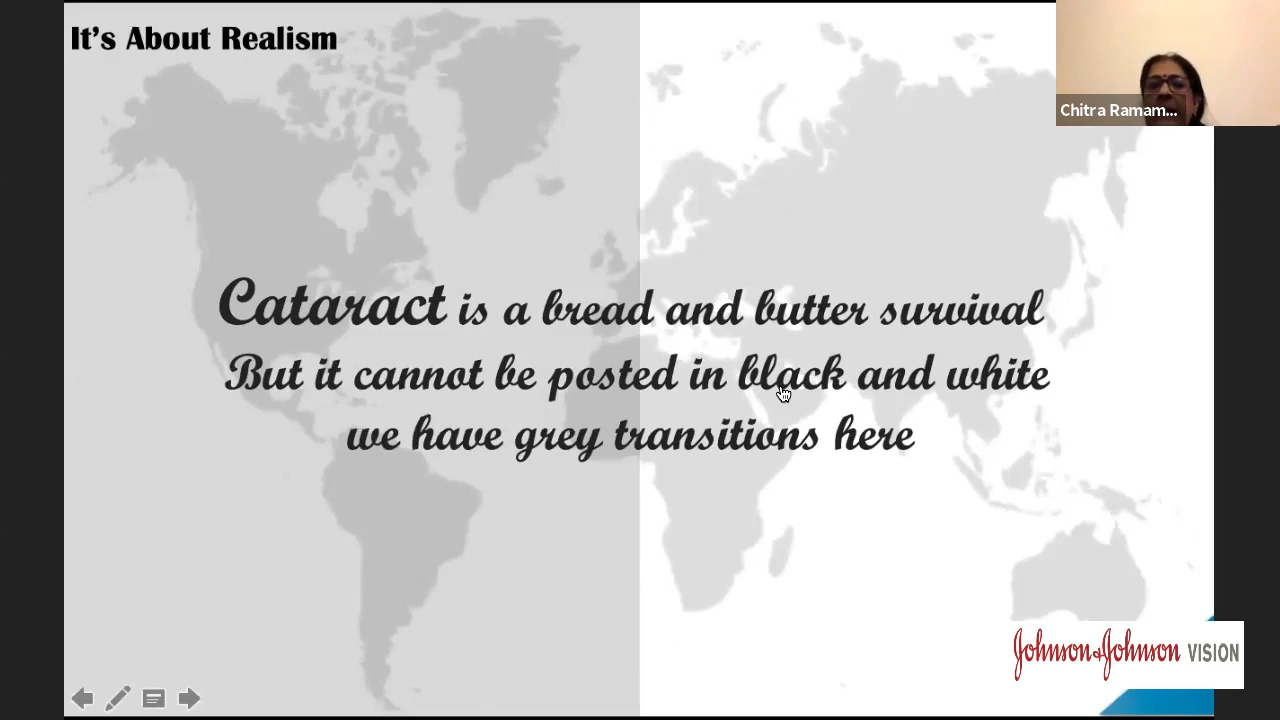 It's About Realism
Chitra Ramam...
Cataract is a bread and butter survival
But it cannot be posted in black and white
we have grey transitions here
Johnson & Johnson VISION